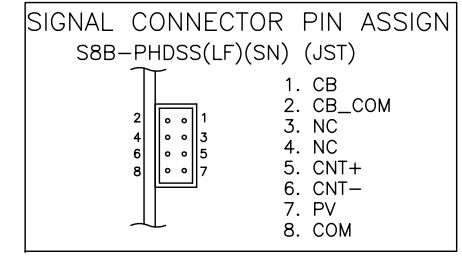 SIGNAL CONNECTOR PIN ASSIGN
S8B-PHDSS(LF)(SN) (JST)
2 1
4 3
6 5
8 7
1. CB
2. CB_COM
3. NC
4. NC
5. CNT+
6. CNT-
7. PV
8. COM